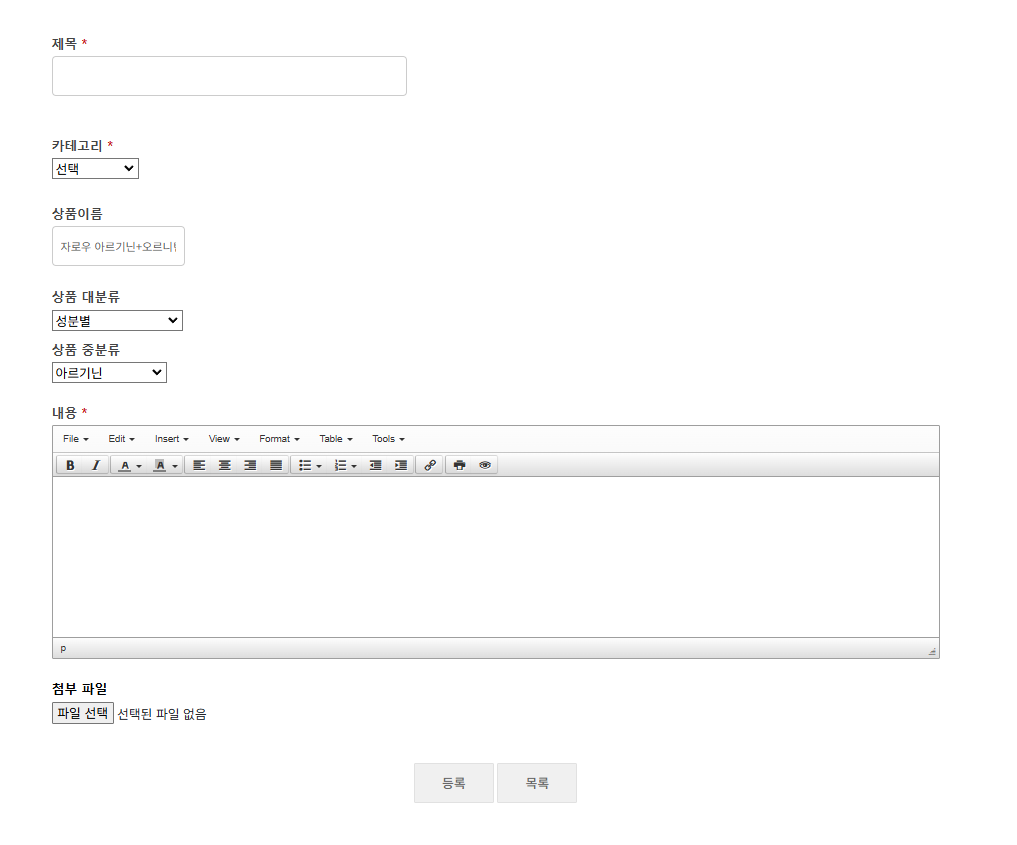 제목 *
카테고리 *
선택
상품이름
자로우 아르기닌+오르니
상품 대분류
성분별
상품 중분류
아르기닌
내용 *
File Edit Insert View Format Table Tools
B I A A
p
첨부 파일
파일 선택 선택된 파일 없음
등록 목록